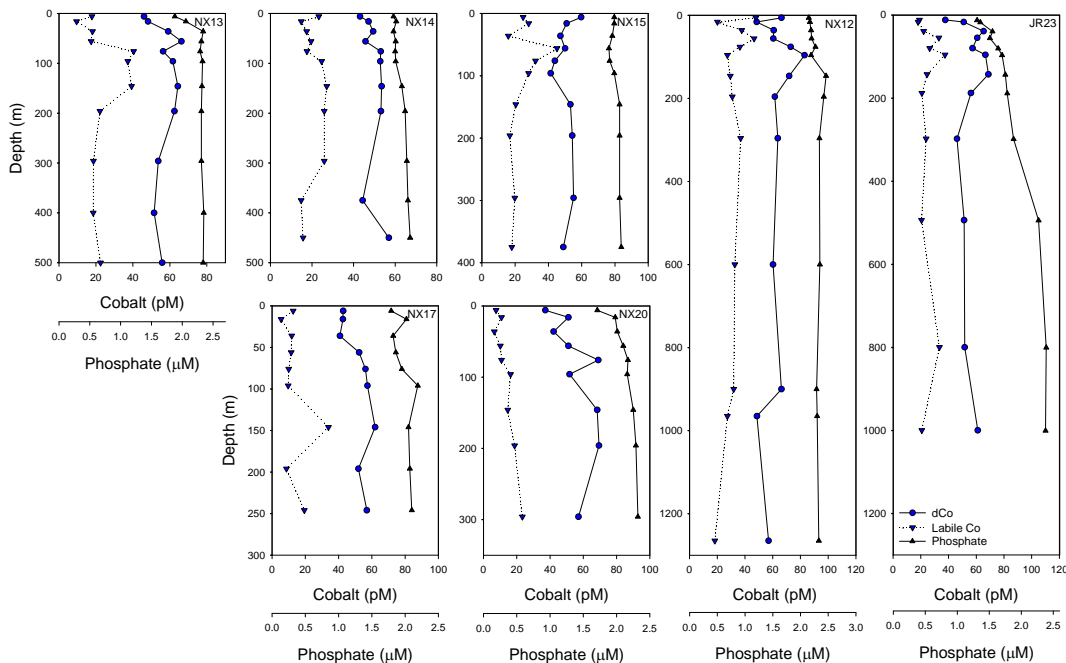 NX13
0
100
200
300
400
500
Depth (m)
0 20 40 60 80
Cobalt (pM)
0.0 0.5 1.0 1.5 2.0 2.5
Phosphate (μM)
NX14
0
100
200
300
400
500
0 20 40 60 80
NX15
0
100
200
300
400
0 20 40 60 80 100
NX17
0
50
100
150
200
250
300
Depth (m)
0 20 40 60 80 100
Cobalt (pM)
0.0 0.5 1.0 1.5 2.0 2.5
Phosphate (μM)
NX20
0
100
200
300
0 20 40 60 80 100
Cobalt (pM)
0.0 0.5 1.0 1.5 2.0 2.5
Phosphate (μM)
NX12
0
200
400
600
800
1000
1200
0 20 40 60 80 100 120
Cobalt (pM)
0.0 0.5 1.0 1.5 2.0 2.5 3.0
Phosphate (μM)
JR23
0
200
400
600
800
1000
1200
dCo
Labile Co
Phosphate
0 20 40 60 80 100 120
Cobalt (pM)
0.0 0.5 1.0 1.5 2.0 2.5
Phosphate (μM)